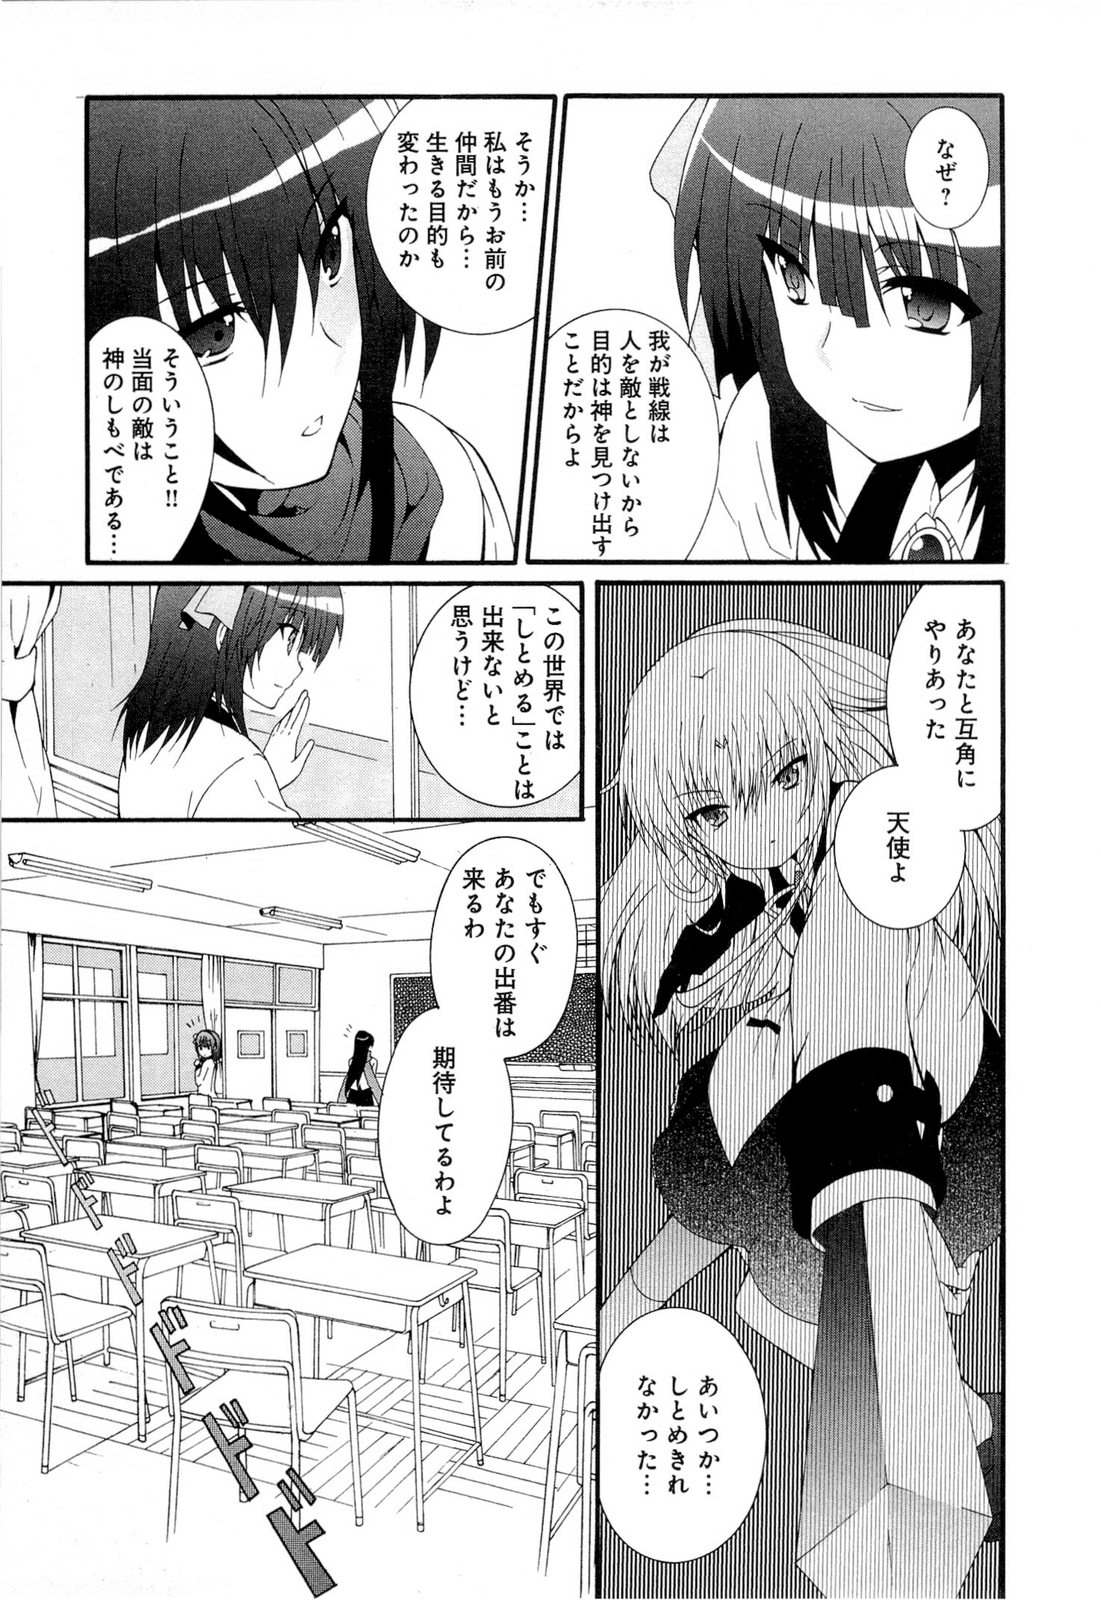 なぜ?
我が戦線は
人を敵としないから
目的は神を見つけ出す
ことだからよ
そうか…
私はもうお前の
仲間だから…
生きる目的も
変わったのか
そういうこと!!
当面の敵は
神のしもべである…
あなたと互角に
やりあった
天使よ
あいつか…
しとめきれ
なかった…
この世界では
「しとめる」ことは
出来ないと
思うけど…
でもすぐ
あなたの出番は
来るわ
期待してるわよ
ドドドドドドド